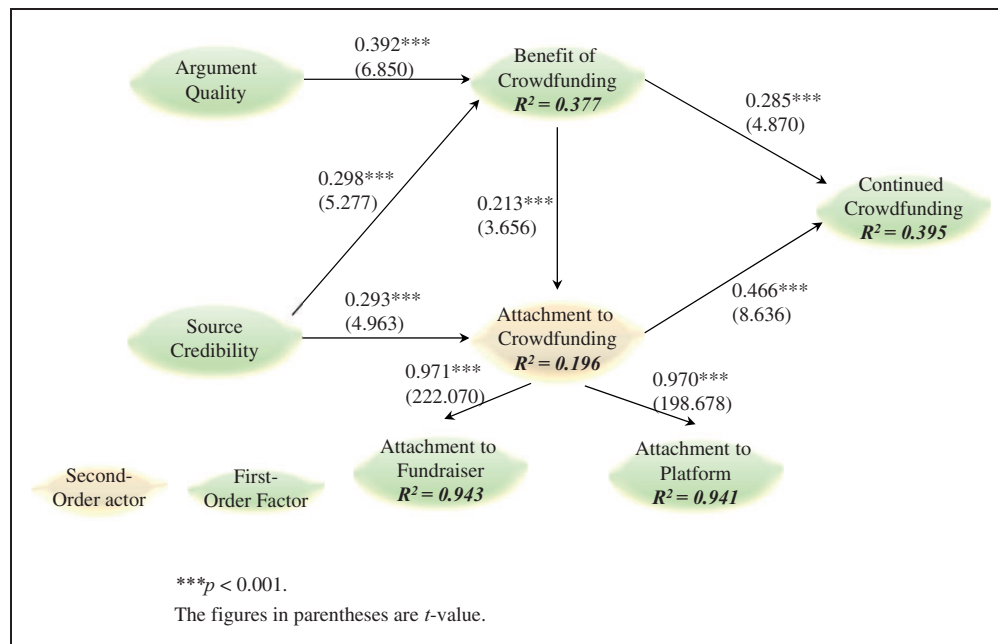 0.392***
(6.850)
Argument
Quality
Benefit of
Crowdfunding
R² = 0.377
0.285***
(4.870)
0.298***
(5.277)
0.213***
(3.656)
Continued
Crowdfunding
R² = 0.395
0.293***
(4.963)
Source
Credibility
Attachment to
Crowdfunding
R² = 0.196
0.466***
(8.636)
0.971***
(222.070)
0.970***
(198.678)
Attachment to
Fundraiser
R² = 0.943
Attachment to
Platform
R² = 0.941
Second-
Order actor
First-
Order Factor
***p < 0.001.
The figures in parentheses are t-value.